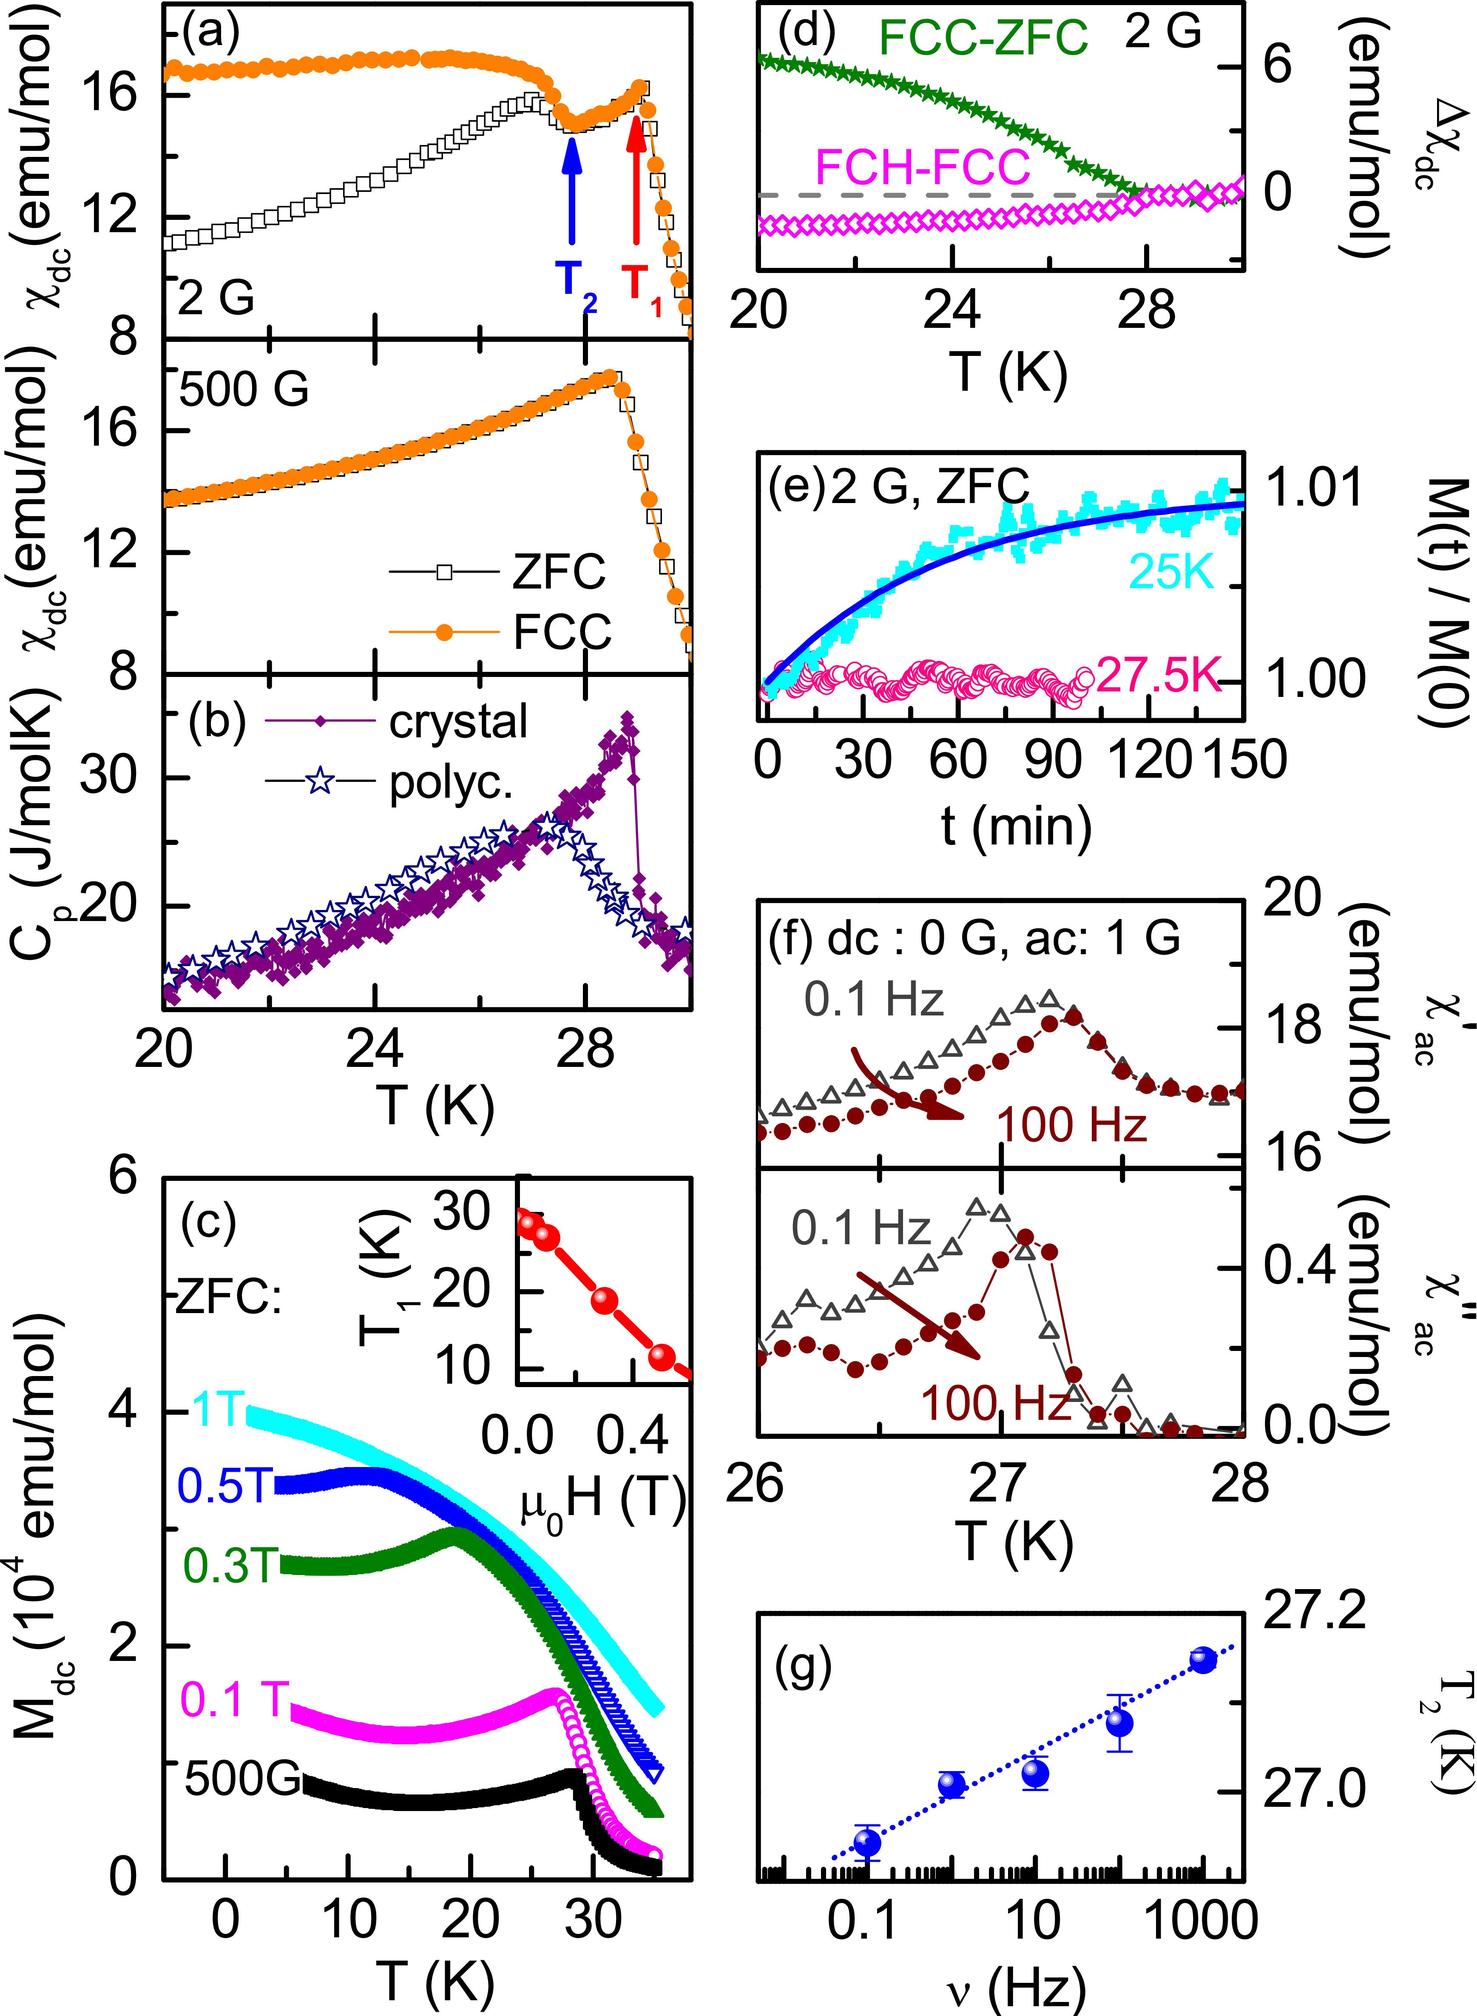 (a)
16
12
8
χdc(emu/mol)
2 G
T2
T1
500 G
16
12
8
χdc(emu/mol)
ZFC
FCC
(b)
crystal
polyc.
30
20
Cp (J/molK)
20 24 28
T (K)
(c)
ZFC:
6
4
2
0
Mdc (10^4 emu/mol)
1T
0.5T
0.3T
0.1 T
500G
T1 (K)
30
20
10
0.0 0.4
μ0H (T)
0 10 20 30
T (K)
(d)
FCC-ZFC
2 G
FCH-FCC
6
0
Δχdc
(emu/mol)
20 24 28
T (K)
(e) 2 G, ZFC
25K
27.5K
1.01
1.00
M(t) / M(0)
0 30 60 90 120 150
t (min)
(f) dc : 0 G, ac: 1 G
0.1 Hz
100 Hz
20
18
16
χ'ac
(emu/mol)
0.1 Hz
100 Hz
0.4
0.0
χ"ac
(emu/mol)
26 27 28
T (K)
(g)
27.2
27.0
T2 (K)
0.1 10 1000
ν (Hz)